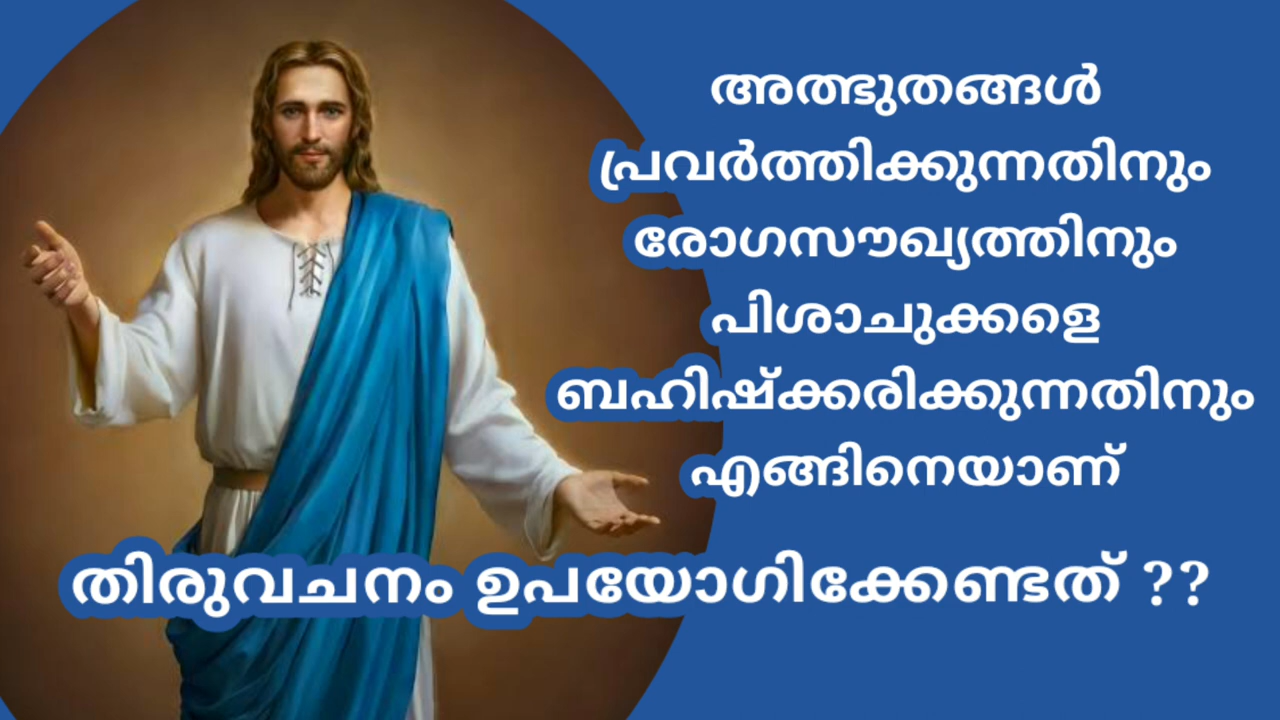 അത്ഭുതങ്ങൾ
പ്രവർത്തിക്കുന്നതിനും
രോഗസൗഖ്യത്തിനും
പിശാചുക്കളെ
ബഹിഷ്ക്കരിക്കുന്നതിനും
എങ്ങിനെയാണ്
തിരുവചനം ഉപയോഗിക്കേണ്ടത് ??